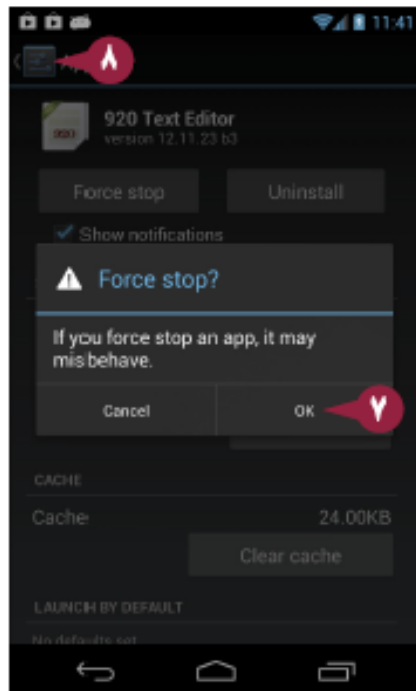 11:41
۸
920 Text Editor
version 12.11.23 b3
Force stop
Uninstall
Show notifications
Force stop?
If you force stop an app, it may
misbehave.
Cancel
OK
۷
CACHE
Cache
24.00KB
Clear cache
LAUNCH BY DEFAULT
No defaults set